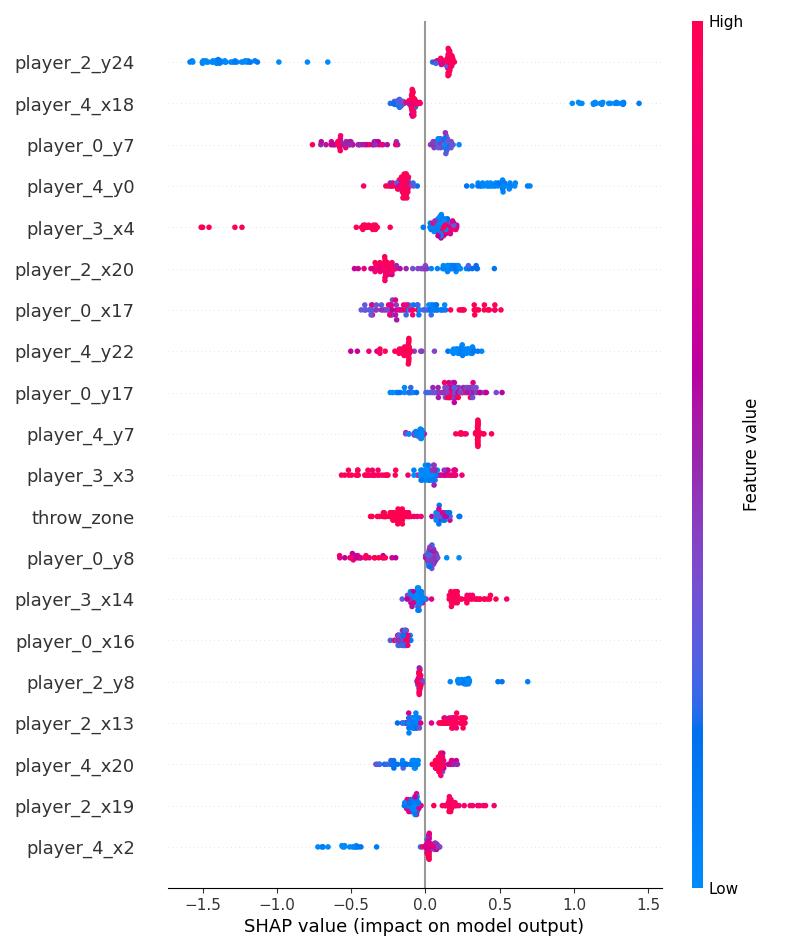 High
player_2_y24
player_4_x18
player_0_y7
player_4_y0
player_3_x4
player_2_x20
player_0_x17
player_4_y22
player_0_y17
player_4_y7
player_3_x3
throw_zone
player_0_y8
player_3_x14
player_0_x16
player_2_y8
player_2_x13
player_4_x20
player_2_x19
player_4_x2
Feature value
Low
−1.5 −1.0 −0.5 0.0 0.5 1.0 1.5
SHAP value (impact on model output)